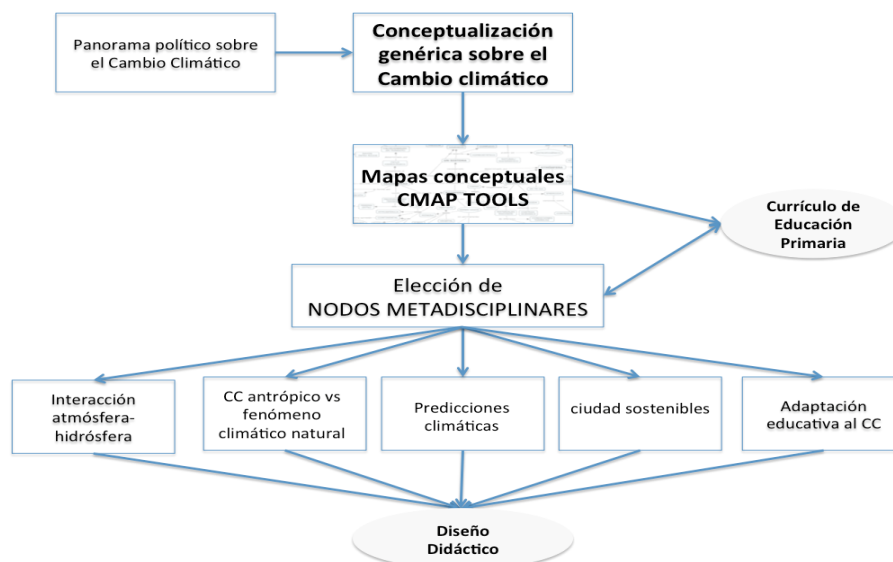 Panorama político sobre
el Cambio Climático
Conceptualización
genérica sobre el
Cambio climático
Mapas conceptuales
CMAP TOOLS
Currículo de
Educación
Primaria
Elección de
NODOS METADISCIPLINARES
Interacción
atmósfera-
hidrósfera
CC antrópico vs
fenómeno
climático natural
Predicciones
climáticas
ciudad sostenibles
Adaptación
educativa al CC
Diseño
Didáctico